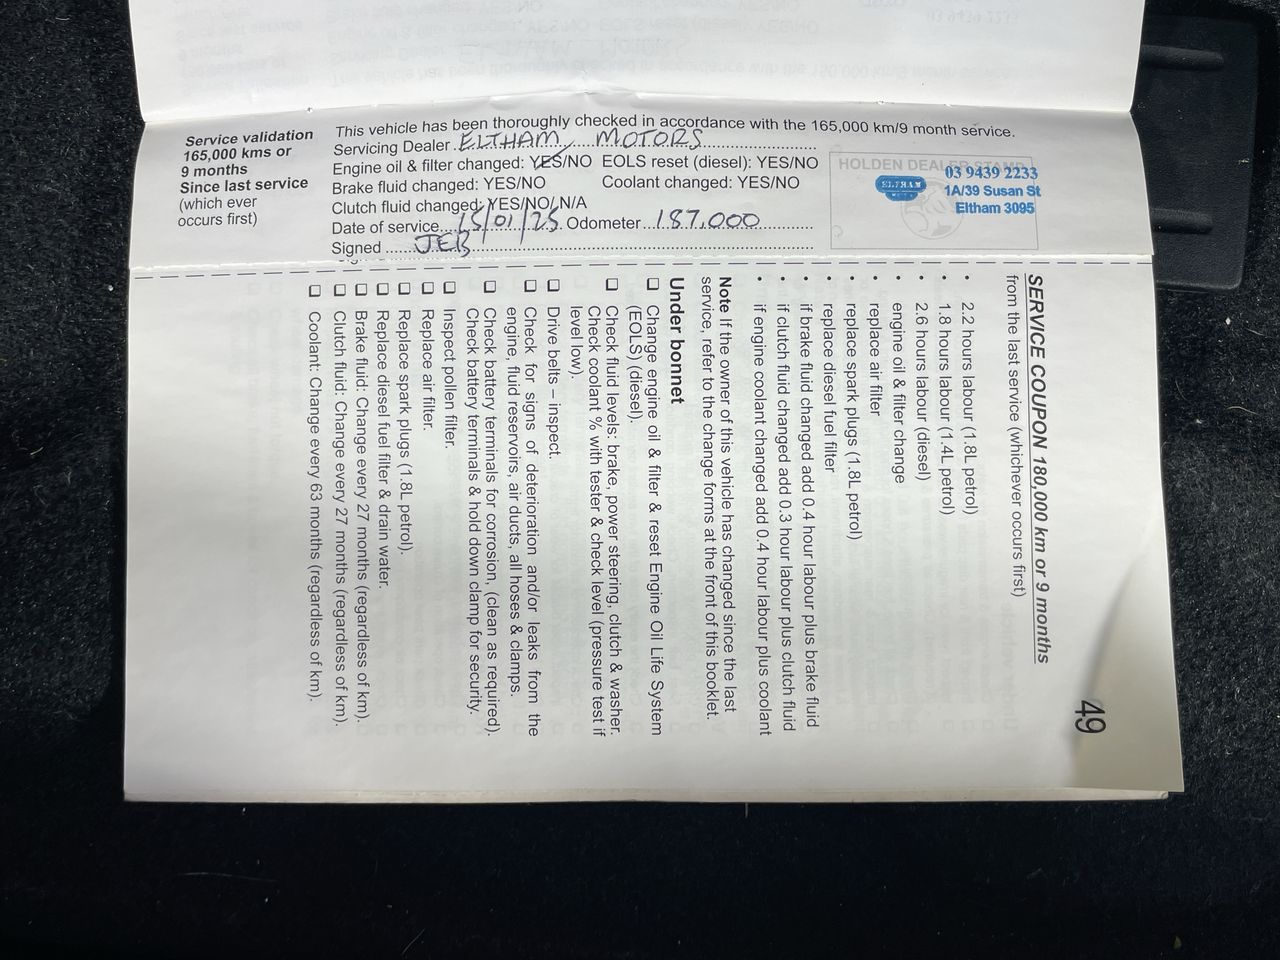 Service validation
165,000 kms or
9 months
Since last service
(which ever
occurs first)
This vehicle has been thoroughly checked in accordance with the 165,000 km/9 month service.
Servicing Dealer ELTHAM MOTORS
Engine oil & filter changed: YES/NO EOLS reset (diesel): YES/NO
Brake fluid changed: YES/NO Coolant changed: YES/NO
Clutch fluid changed: YES/NO/N/A
Date of service 15/01/25 Odometer 187,000
Signed JEB
HOLDEN DEALER STAMP
03 9439 2233
1A/39 Susan St
Eltham 3095
ELTHAM
49
SERVICE COUPON 180,000 km or 9 months
from the last service (whichever occurs first)
• 2.2 hours labour (1.8L petrol)
• 1.8 hours labour (1.4L petrol)
• 2.6 hours labour (diesel)
• engine oil & filter change
• replace air filter
• replace spark plugs (1.8L petrol)
• replace diesel fuel filter
• if brake fluid changed add 0.4 hour labour plus brake fluid
• if clutch fluid changed add 0.3 hour labour plus clutch fluid
• if engine coolant changed add 0.4 hour labour plus coolant
Note If the owner of this vehicle has changed since the last
service, refer to the change forms at the front of this booklet.
Under bonnet
❑ Change engine oil & filter & reset Engine Oil Life System
(EOLS) (diesel).
❑ Check fluid levels: brake, power steering, clutch & washer.
Check coolant % with tester & check level (pressure test if
level low).
❑ Drive belts – inspect.
❑ Check for signs of deterioration and/or leaks from the
engine, fluid reservoirs, air ducts, all hoses & clamps.
❑ Check battery terminals for corrosion, (clean as required).
Check battery terminals & hold down clamp for security.
❑ Inspect pollen filter.
❑ Replace air filter.
❑ Replace spark plugs (1.8L petrol).
❑ Replace diesel fuel filter & drain water.
❑ Brake fluid: Change every 27 months (regardless of km).
❑ Clutch fluid: Change every 27 months (regardless of km).
❑ Coolant: Change every 63 months (regardless of km).